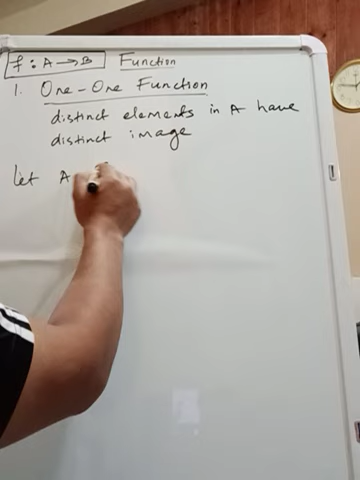 f : A → B Function
1. One - One Function
distinct elements in A have
distinct image
let A